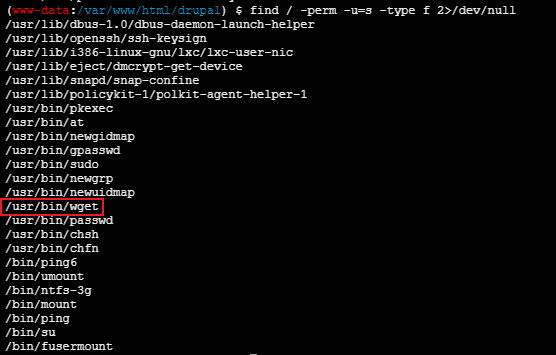 (www-data:/var/www/html/drupal) $ find / -perm -u=s -type f 2>/dev/null
/usr/lib/dbus-1.0/dbus-daemon-launch-helper
/usr/lib/openssh/ssh-keysign
/usr/lib/i386-linux-gnu/lxc/lxc-user-nic
/usr/lib/eject/dmcrypt-get-device
/usr/lib/snapd/snap-confine
/usr/lib/policykit-1/polkit-agent-helper-1
/usr/bin/pkexec
/usr/bin/at
/usr/bin/newgidmap
/usr/bin/gpasswd
/usr/bin/sudo
/usr/bin/newgrp
/usr/bin/newuidmap
/usr/bin/wget
/usr/bin/passwd
/usr/bin/chsh
/usr/bin/chfn
/bin/ping6
/bin/umount
/bin/ntfs-3g
/bin/mount
/bin/ping
/bin/su
/bin/fusermount